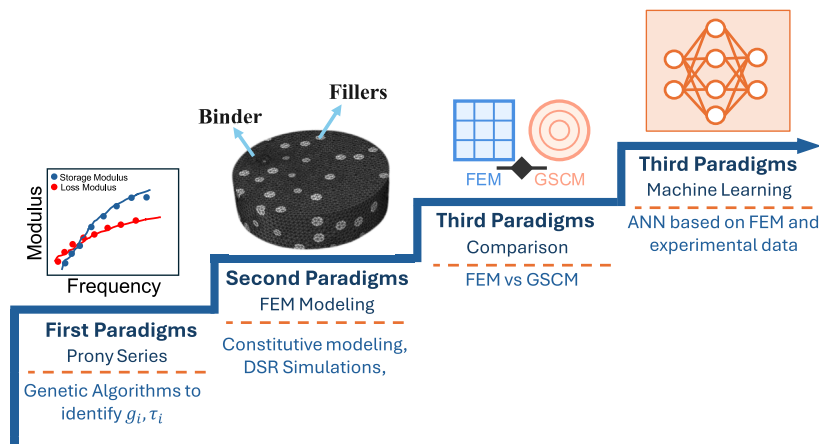 Storage Modulus
Loss Modulus
Modulus
Frequency
First Paradigms
Prony Series
Genetic Algorithms to
identify gᵢ, τᵢ
Binder
Fillers
Second Paradigms
FEM Modeling
Constitutive modeling,
DSR Simulations,
FEM
GSCM
Third Paradigms
Comparison
FEM vs GSCM
Third Paradigms
Machine Learning
ANN based on FEM and
experimental data